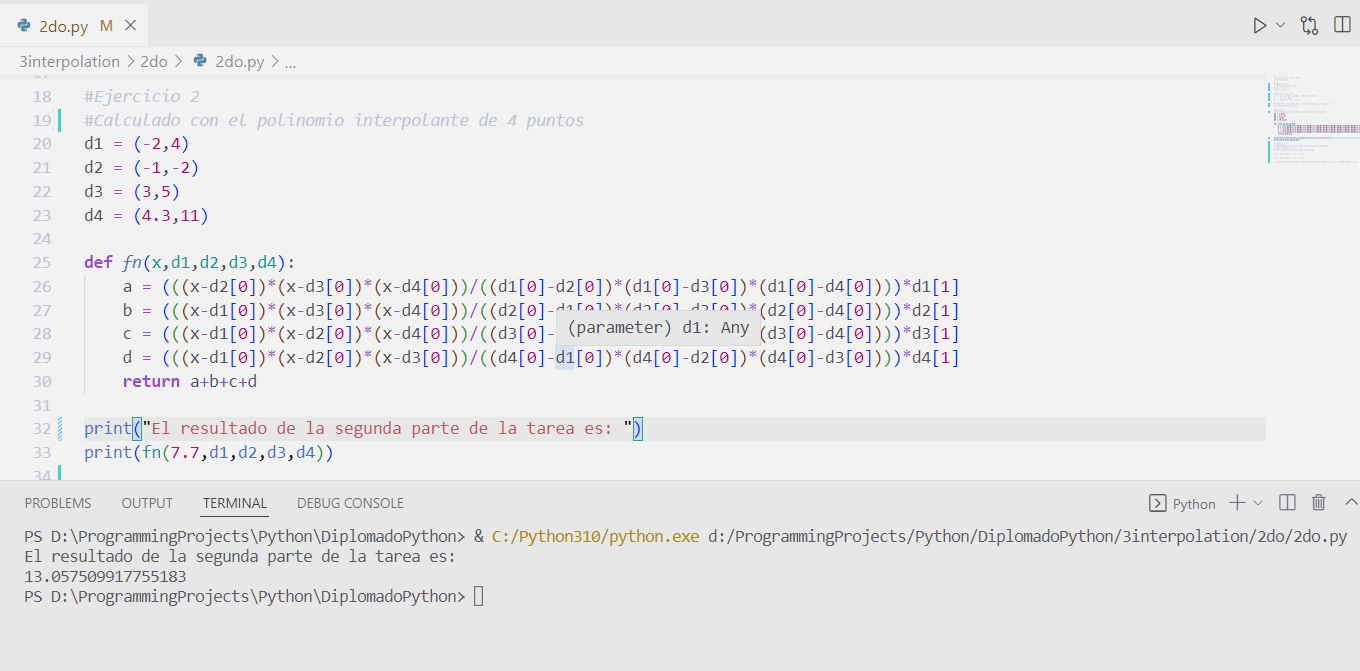 2do.py M
3interpolation > 2do > 2do.py > ...
18 #Ejercicio 2
19 #Calculado con el polinomio interpolante de 4 puntos
20 d1 = (-2,4)
21 d2 = (-1,-2)
22 d3 = (3,5)
23 d4 = (4.3,11)
24
25 def fn(x,d1,d2,d3,d4):
26 a = (((x-d2[0])*(x-d3[0])*(x-d4[0]))/((d1[0]-d2[0])*(d1[0]-d3[0])*(d1[0]-d4[0])))*d1[1]
27 b = (((x-d1[0])*(x-d3[0])*(x-d4[0]))/((d2[0]-d1[0])*(d2[0]-d3[0])*(d2[0]-d4[0])))*d2[1]
28 c = (((x-d1[0])*(x-d2[0])*(x-d4[0]))/((d3[0]- (d3[0]-d4[0])))*d3[1]
(parameter) d1: Any
29 d = (((x-d1[0])*(x-d2[0])*(x-d3[0]))/((d4[0]-d1[0])*(d4[0]-d2[0])*(d4[0]-d3[0])))*d4[1]
30 return a+b+c+d
31
32 print("El resultado de la segunda parte de la tarea es: ")
33 print(fn(7.7,d1,d2,d3,d4))
34
PROBLEMS OUTPUT TERMINAL DEBUG CONSOLE Python
PS D:\ProgrammingProjects\Python\DiplomadoPython> & C:/Python310/python.exe d:/ProgrammingProjects/Python/DiplomadoPython/3interpolation/2do/2do.py
El resultado de la segunda parte de la tarea es:
13.057509917755183
PS D:\ProgrammingProjects\Python\DiplomadoPython>